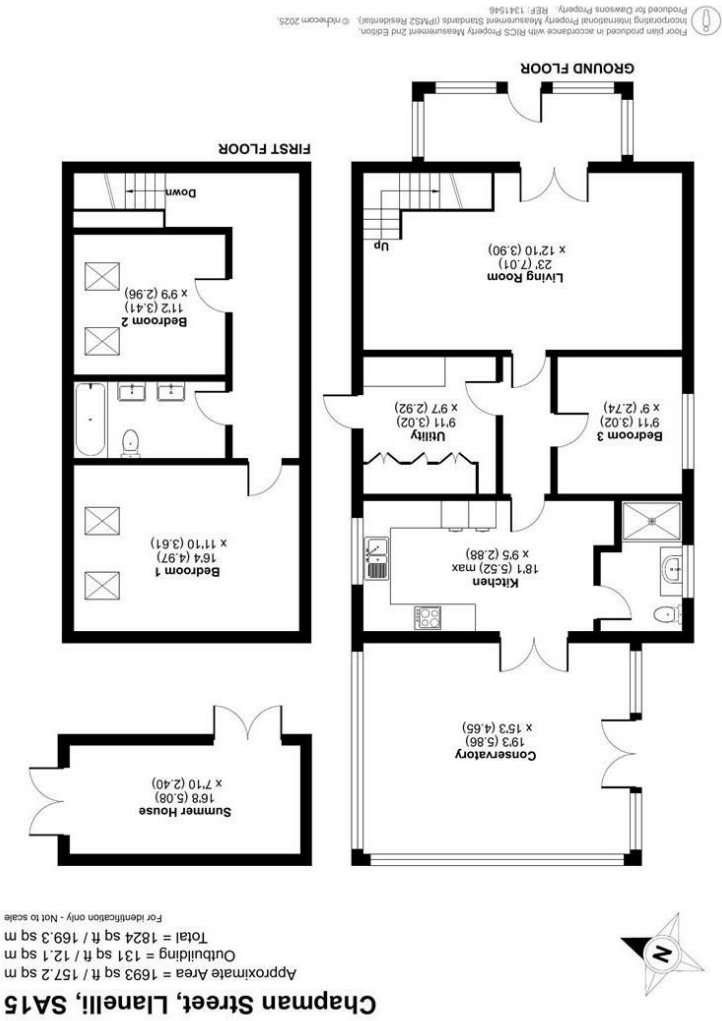 Chapman Street, Llanelli, SA15
Approximate Area = 1693 sq ft / 157.2 sq m
Outbuilding = 131 sq ft / 12.1 sq m
Total = 1824 sq ft / 169.3 sq m
For identification only - Not to scale
N
Summer House
16'8 (5.08)
x 7'10 (2.40)
Conservatory
19'3 (5.86)
x 15'3 (4.65)
Kitchen
18'1 (5.52) max
x 9'5 (2.88)
Bedroom 1
16'4 (4.97)
x 11'10 (3.61)
Bedroom 3
9'11 (3.02)
x 9' (2.74)
Utility
9'11 (3.02)
x 9'7 (2.92)
Bedroom 2
11'2 (3.41)
x 9'9 (2.96)
Living Room
23' (7.01)
x 12'10 (3.90)
Up
Down
FIRST FLOOR
GROUND FLOOR
Floor plan produced in accordance with RICS Property Measurement 2nd Edition.
Incorporating International Property Measurement Standards (IPMS2 Residential). © nichecom 2025.
Produced for Dawsons Property. REF: 1341546